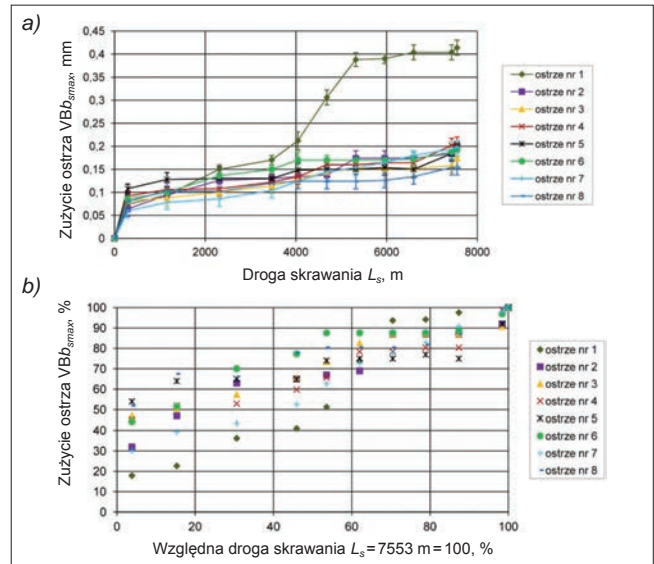 a)
Zużycie ostrza VBb_smax, mm
0,45
0,4
0,35
0,3
0,25
0,2
0,15
0,1
0,05
0
0 2000 4000 6000 8000
Droga skrawania L_s, m
ostrze nr 1
ostrze nr 2
ostrze nr 3
ostrze nr 4
ostrze nr 5
ostrze nr 6
ostrze nr 7
ostrze nr 8
b)
Zużycie ostrza VBb_smax, %
100
90
80
70
60
50
40
30
20
10
0
0 20 40 60 80 100
Względna droga skrawania L_s = 7553 m = 100, %
ostrze nr 1
ostrze nr 2
ostrze nr 3
ostrze nr 4
ostrze nr 5
ostrze nr 6
ostrze nr 7
ostrze nr 8